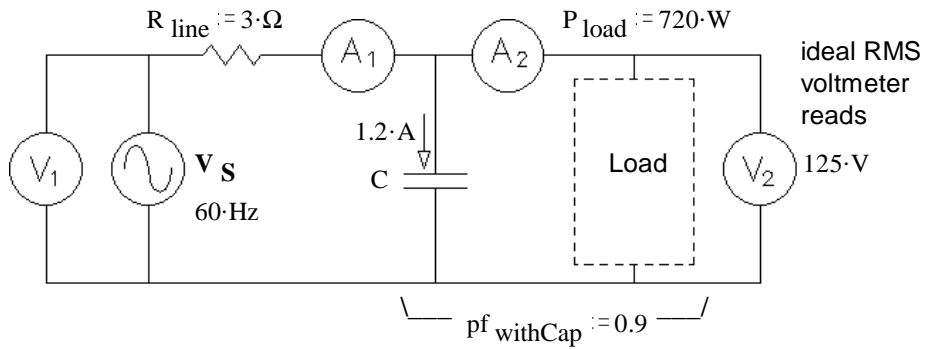 R line := 3·Ω
P load := 720·W
A1
A2
ideal RMS
voltmeter
reads
1.2·A
V1
V S
C
Load
V2
125·V
60·Hz
pf withCap := 0.9